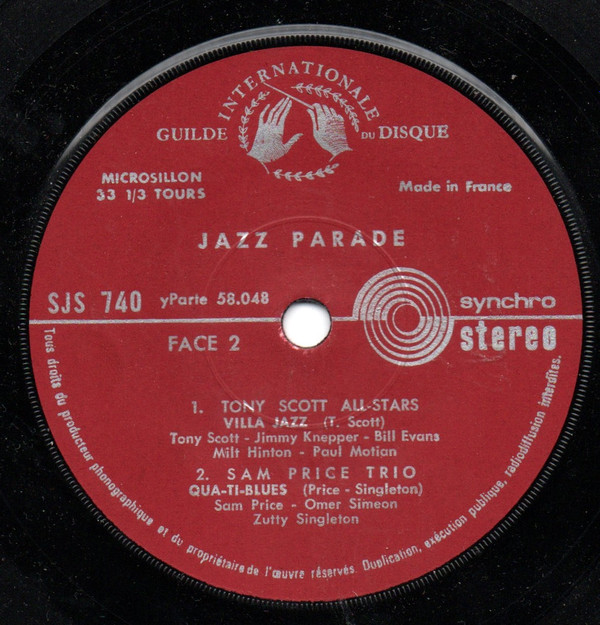 GUILDE INTERNATIONALE DU DISQUE
MICROSILLON
33 1/3 TOURS
Made in France
JAZZ PARADE
SJS 740 yParte 58.048
synchro
stereo
FACE 2
1. TONY SCOTT ALL-STARS
VILLA JAZZ (T. Scott)
Tony Scott - Jimmy Knepper - Bill Evans
Milt Hinton - Paul Motian
2. SAM PRICE TRIO
QUA-TI-BLUES (Price - Singleton)
Sam Price - Omer Simeon
Zutty Singleton
Tous droits du producteur phonographique et du propriétaire de l'œuvre réservés. Duplication, exécution publique, radiodiffusion interdites.